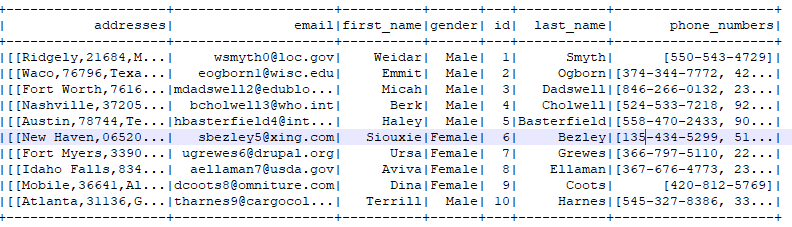 +--------------------+--------------------+----------+------+---+------------+--------------------+
|           addresses|               email|first_name|gender| id|   last_name|       phone_numbers|
+--------------------+--------------------+----------+------+---+------------+--------------------+
|[[Ridgely,21684,M...|     wsmyth0@loc.gov|    Weidar|  Male|  1|       Smyth|      [550-543-4729]|
|[[Waco,76796,Texa...|   eogborn1@wisc.edu|     Emmit|  Male|  2|      Ogborn|[374-344-7772, 42...|
|[[Fort Worth,7616...|mdadswell2@edublo...|     Micah|  Male|  3|    Dadswell|[846-266-0132, 23...|
|[[Nashville,37205...|  bcholwell3@who.int|      Berk|  Male|  4|    Cholwell|[524-533-7218, 92...|
|[[Austin,78744,Te...|hbasterfield4@int...|     Haley|  Male|  5|Basterfield|[558-470-2433, 90...|
|[[New Haven,06520...|    sbezley5@xing.com|   Siouxie|Female|  6|      Bezley|[135-434-5299, 51...|
|[[Fort Myers,3390...|  ugrewes6@drupal.org|      Ursa|Female|  7|      Grewes|[366-797-5110, 22...|
|[[Idaho Falls,834...|   aellaman7@usda.gov|     Aviva|Female|  8|     Ellaman|[367-676-4773, 23...|
|[[Mobile,36641,Al...|dcoots8@omniture.com|      Dina|Female|  9|       Coots|      [420-812-5769]|
|[[Atlanta,31136,G...|tharnes9@cargocol...|   Terrill|  Male| 10|      Harnes|[545-327-8386, 33...|
+--------------------+--------------------+----------+------+---+------------+--------------------+